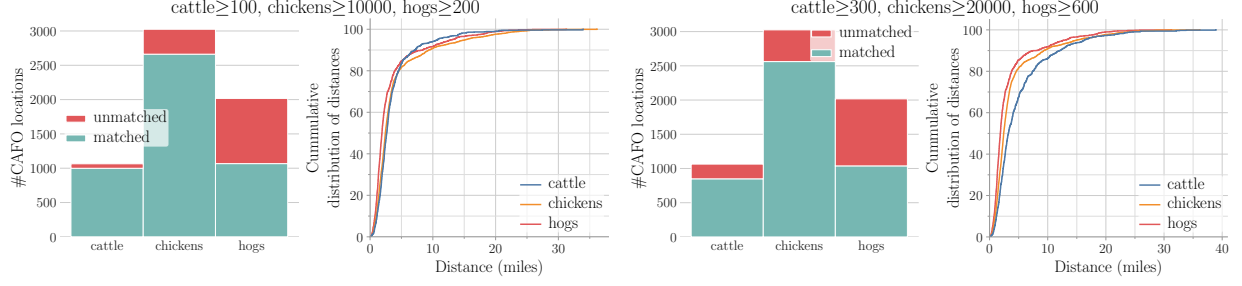 cattle≥100, chickens≥10000, hogs≥200
#CAFO locations
3000
2500
2000
1500
1000
500
0
unmatched
matched
cattle
chickens
hogs
Cummulative
distribution of distances
100
80
60
40
20
0
cattle
chickens
hogs
0
10
20
30
Distance (miles)
cattle≥300, chickens≥20000, hogs≥600
#CAFO locations
3000
2500
2000
1500
1000
500
0
unmatched
matched
cattle
chickens
hogs
Cummulative
distribution of distances
100
80
60
40
20
0
cattle
chickens
hogs
0
10
20
30
40
Distance (miles)